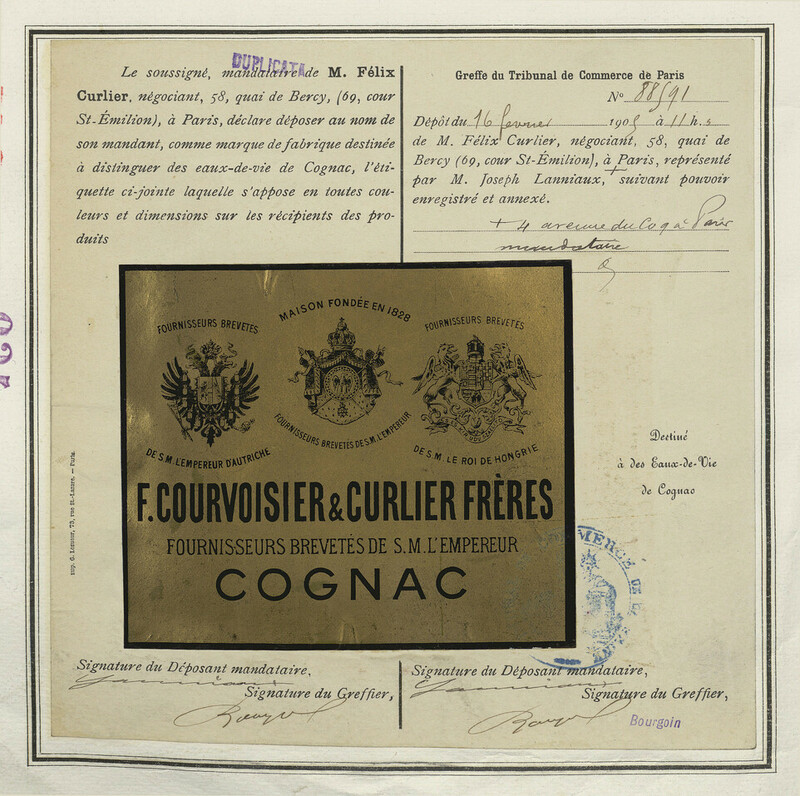 DUPLICATA
Le soussigné, mandataire de M. Félix
Curlier, négociant, 58, quai de Bercy, (69, cour
St-Émilion), à Paris, déclare déposer au nom de
son mandant, comme marque de fabrique destinée
à distinguer des eaux-de-vie de Cognac, l'éti-
quette ci-jointe laquelle s'appose en toutes cou-
leurs et dimensions sur les récipients des pro-
duits
Greffe du Tribunal de Commerce de Paris
N° 88591
Dépôt du 16 fevrier 1905 à 11 h. s
de M. Félix Curlier, négociant, 58, quai de
Bercy (69, cour St-Émilion), à Paris, représenté
par M. Joseph Lanniaux, + suivant pouvoir
enregistré et annexé.
+ 4 avenue du Coq à Paris
mandataire
MAISON FONDÉE EN 1828
FOURNISSEURS BREVETÉS
DE S.M. L'EMPEREUR D'AUTRICHE
FOURNISSEURS BREVETÉS DE S.M. L'EMPEREUR
FOURNISSEURS BREVETÉS
DE S.M. LE ROI DE HONGRIE
F. COURVOISIER & CURLIER FRÈRES
FOURNISSEURS BREVETÉS DE S.M. L'EMPEREUR
COGNAC
Destiné
à des Eaux-de-Vie
de Cognac
COMMERCE DE LA
Signature du Déposant mandataire,
Signature du Greffier,
Signature du Déposant mandataire,
Signature du Greffier,
Bourgoin